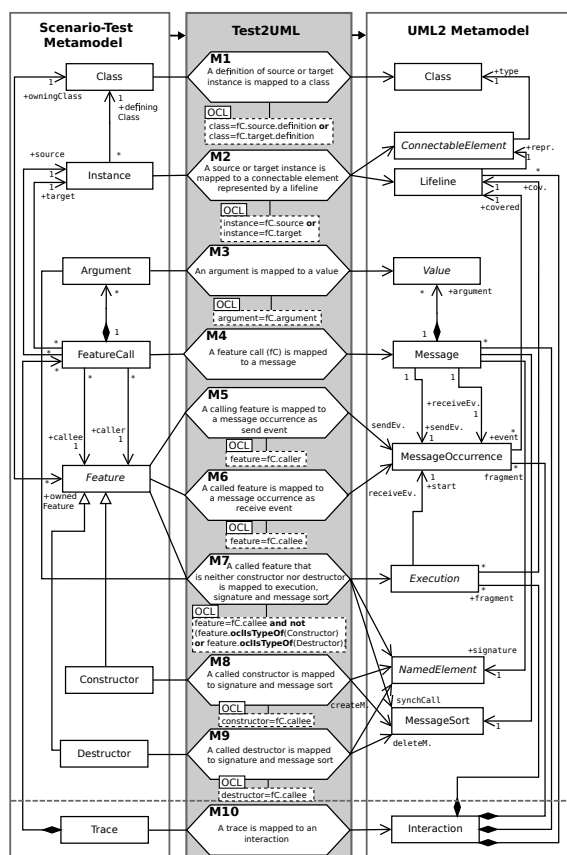 Scenario-Test
Metamodel
Test2UML
UML2 Metamodel
M1
Class
A definition of source or target
instance is mapped to a class
Class
+owningClass
1
1
+defining
Class
*
+type
1
OCL
class=fC.source.definition or
class=fC.target.definition
M2
+source
1
Instance
1
+target
A source or target instance is
mapped to a connectable element
represented by a lifeline
ConnectableElement
+repr.
1
Lifeline
*
+cov.
1
1
+covered
OCL
instance=fC.source or
instance=fC.target
M3
Argument
*
An argument is mapped to a value
Value
*
+argument
OCL
argument=fC.argument
M4
1
*
*
*
FeatureCall
*
*
A feature call (fC) is mapped
to a message
1
Message
*
*
*
1
1
M5
+callee
1
+caller
1
A calling feature is mapped to
a message occurrence as
send event
sendEv.
+receiveEv.
1
+sendEv.
1
+event
OCL
feature=fC.caller
MessageOccurrence
*
M6
Feature
*
+owned
Feature
A called feature is mapped to
a message occurrence as
receive event
receiveEv.
1
+start
fragment
OCL
feature=fC.callee
M7
A called feature that
is neither constructor nor destructor
is mapped to execution,
signature and message sort
Execution
*
*
+fragment
OCL
feature=fC.callee and not
(feature.oclIsTypeOf(Constructor)
or feature.oclIsTypeOf(Destructor))
M8
Constructor
A called constructor is mapped
to signature and message sort
+signature
NamedElement
1
createM.
synchCall
OCL
constructor=fC.callee
MessageSort
1
M9
Destructor
A called destructor is mapped
to signature and message sort
deleteM.
OCL
destructor=fC.callee
M10
Trace
A trace is mapped to an
interaction
Interaction